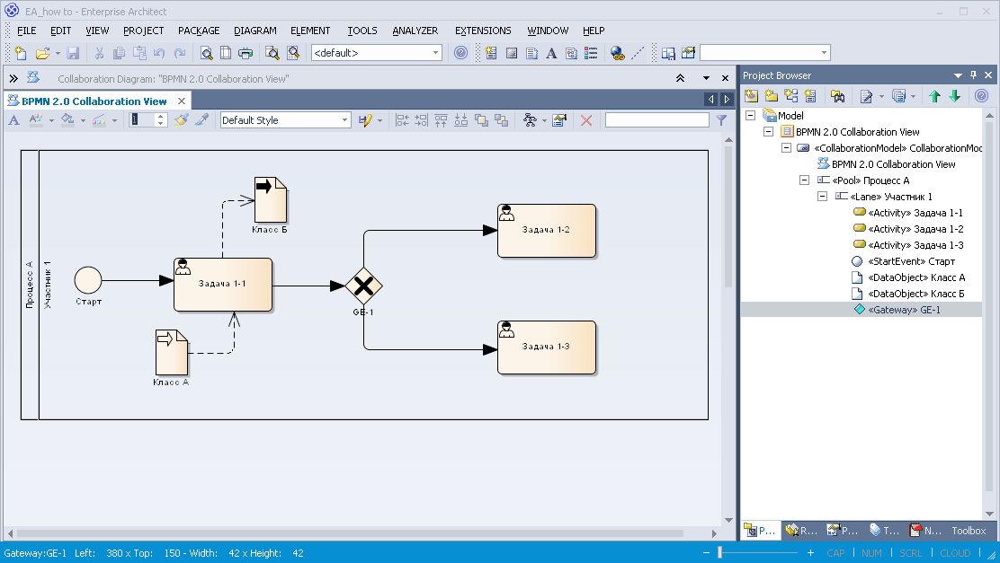 EA_how to - Enterprise Architect
FILE EDIT VIEW PROJECT PACKAGE DIAGRAM ELEMENT TOOLS ANALYZER EXTENSIONS WINDOW HELP
<default>
Collaboration Diagram: "BPMN 2.0 Collaboration View"
BPMN 2.0 Collaboration View
Default Style
Процесс А
Участник 1
Класс Б
Задача 1-2
Старт
Задача 1-1
GE-1
Задача 1-3
Класс А
Project Browser
Model
BPMN 2.0 Collaboration View
«CollaborationModel» CollaborationMod
BPMN 2.0 Collaboration View
«Pool» Процесс А
«Lane» Участник 1
«Activity» Задача 1-1
«Activity» Задача 1-2
«Activity» Задача 1-3
«StartEvent» Старт
«DataObject» Класс А
«DataObject» Класс Б
«Gateway» GE-1
P... R... P... T... N... Toolbox
Gateway:GE-1 Left: 380 x Top: 150 - Width: 42 x Height: 42
CAP NUM SCRL CLOUD